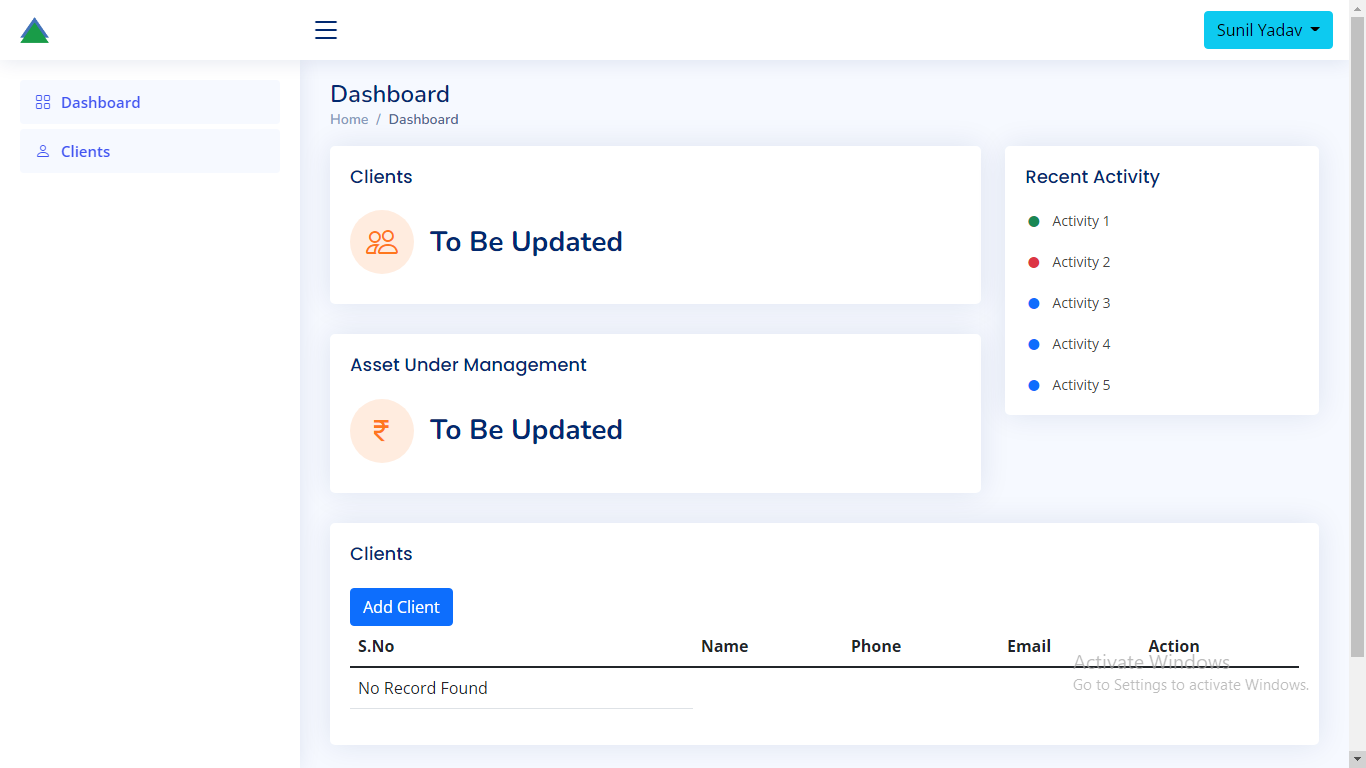 Sunil Yadav
Dashboard
Clients
Dashboard
Home / Dashboard
Clients
To Be Updated
Asset Under Management
₹
To Be Updated
Recent Activity
Activity 1
Activity 2
Activity 3
Activity 4
Activity 5
Clients
Add Client
S.No Name Phone Email Action
No Record Found
Activate Windows
Go to Settings to activate Windows.